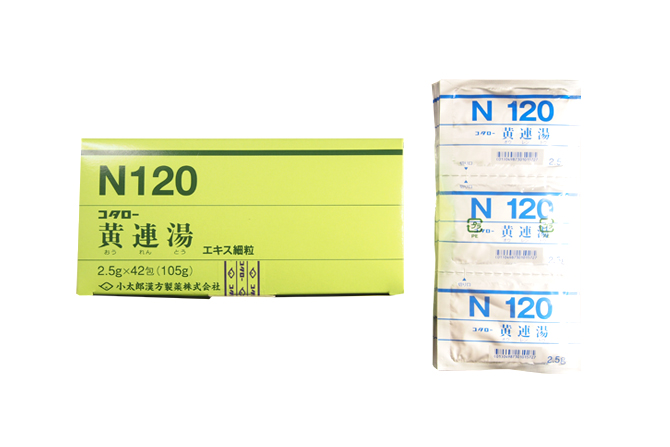 N120
コタロー
黄連湯
おう れん とう
エキス細粒
2.5g×42包(105g)
小太郎漢方製薬株式会社
N 120
コタロー 黄連湯
2.5g
N 120
コタロー 黄連湯
PE
N 120
コタロー 黄連湯
2.5g